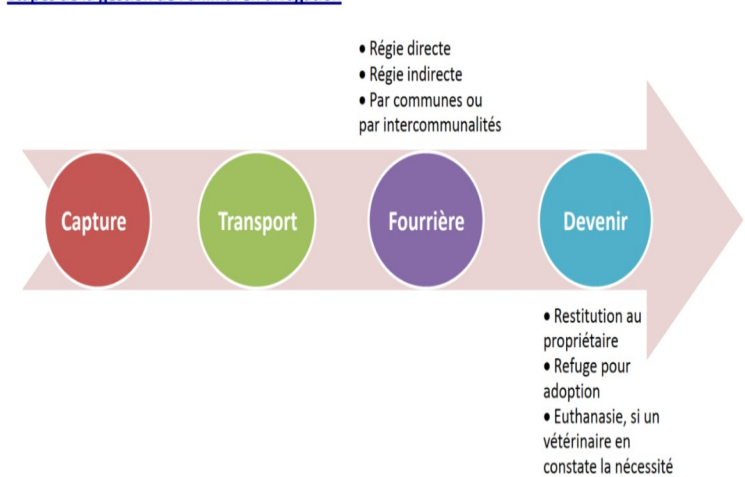 • Régie directe
• Régie indirecte
• Par communes ou
par intercommunalités
Capture
Transport
Fourrière
Devenir
• Restitution au
propriétaire
• Refuge pour
adoption
• Euthanasie, si un
vétérinaire en
constate la nécessité